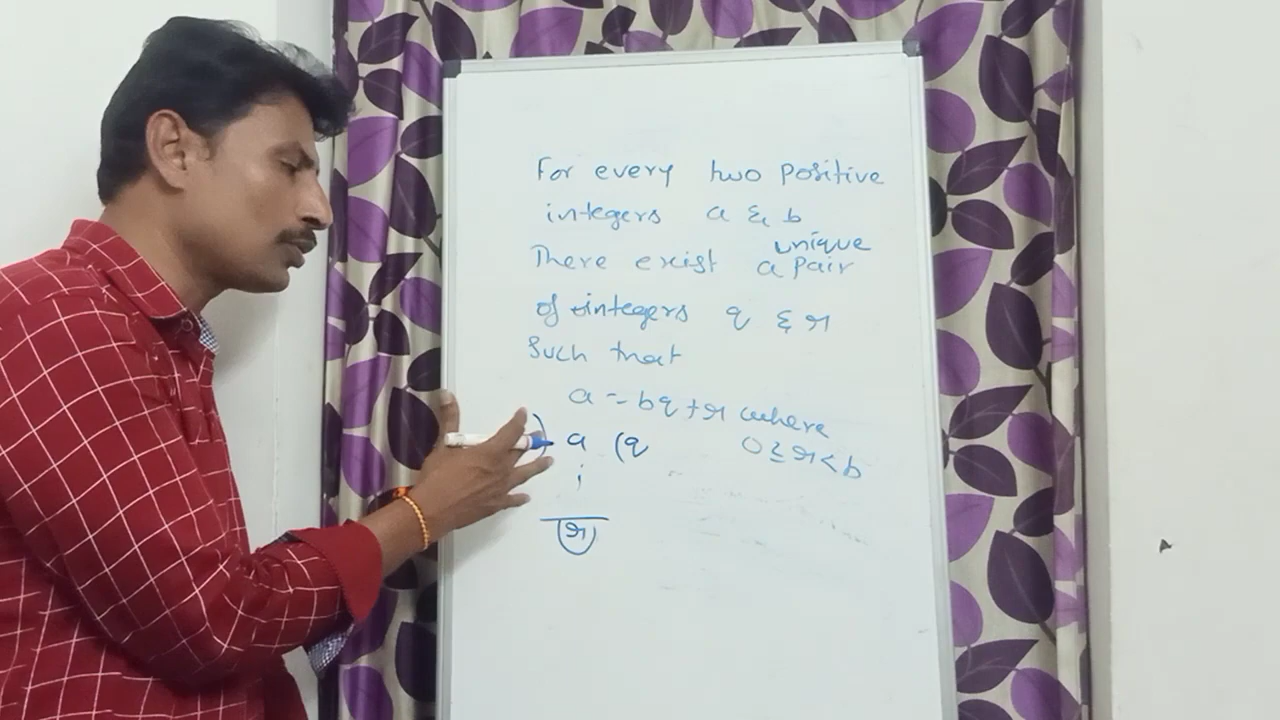 For every two positive
integers a & b
unique
There exist a pair
of integers q & r
Such that
a = bq + r where
0 ≤ r < b
) a (q
r